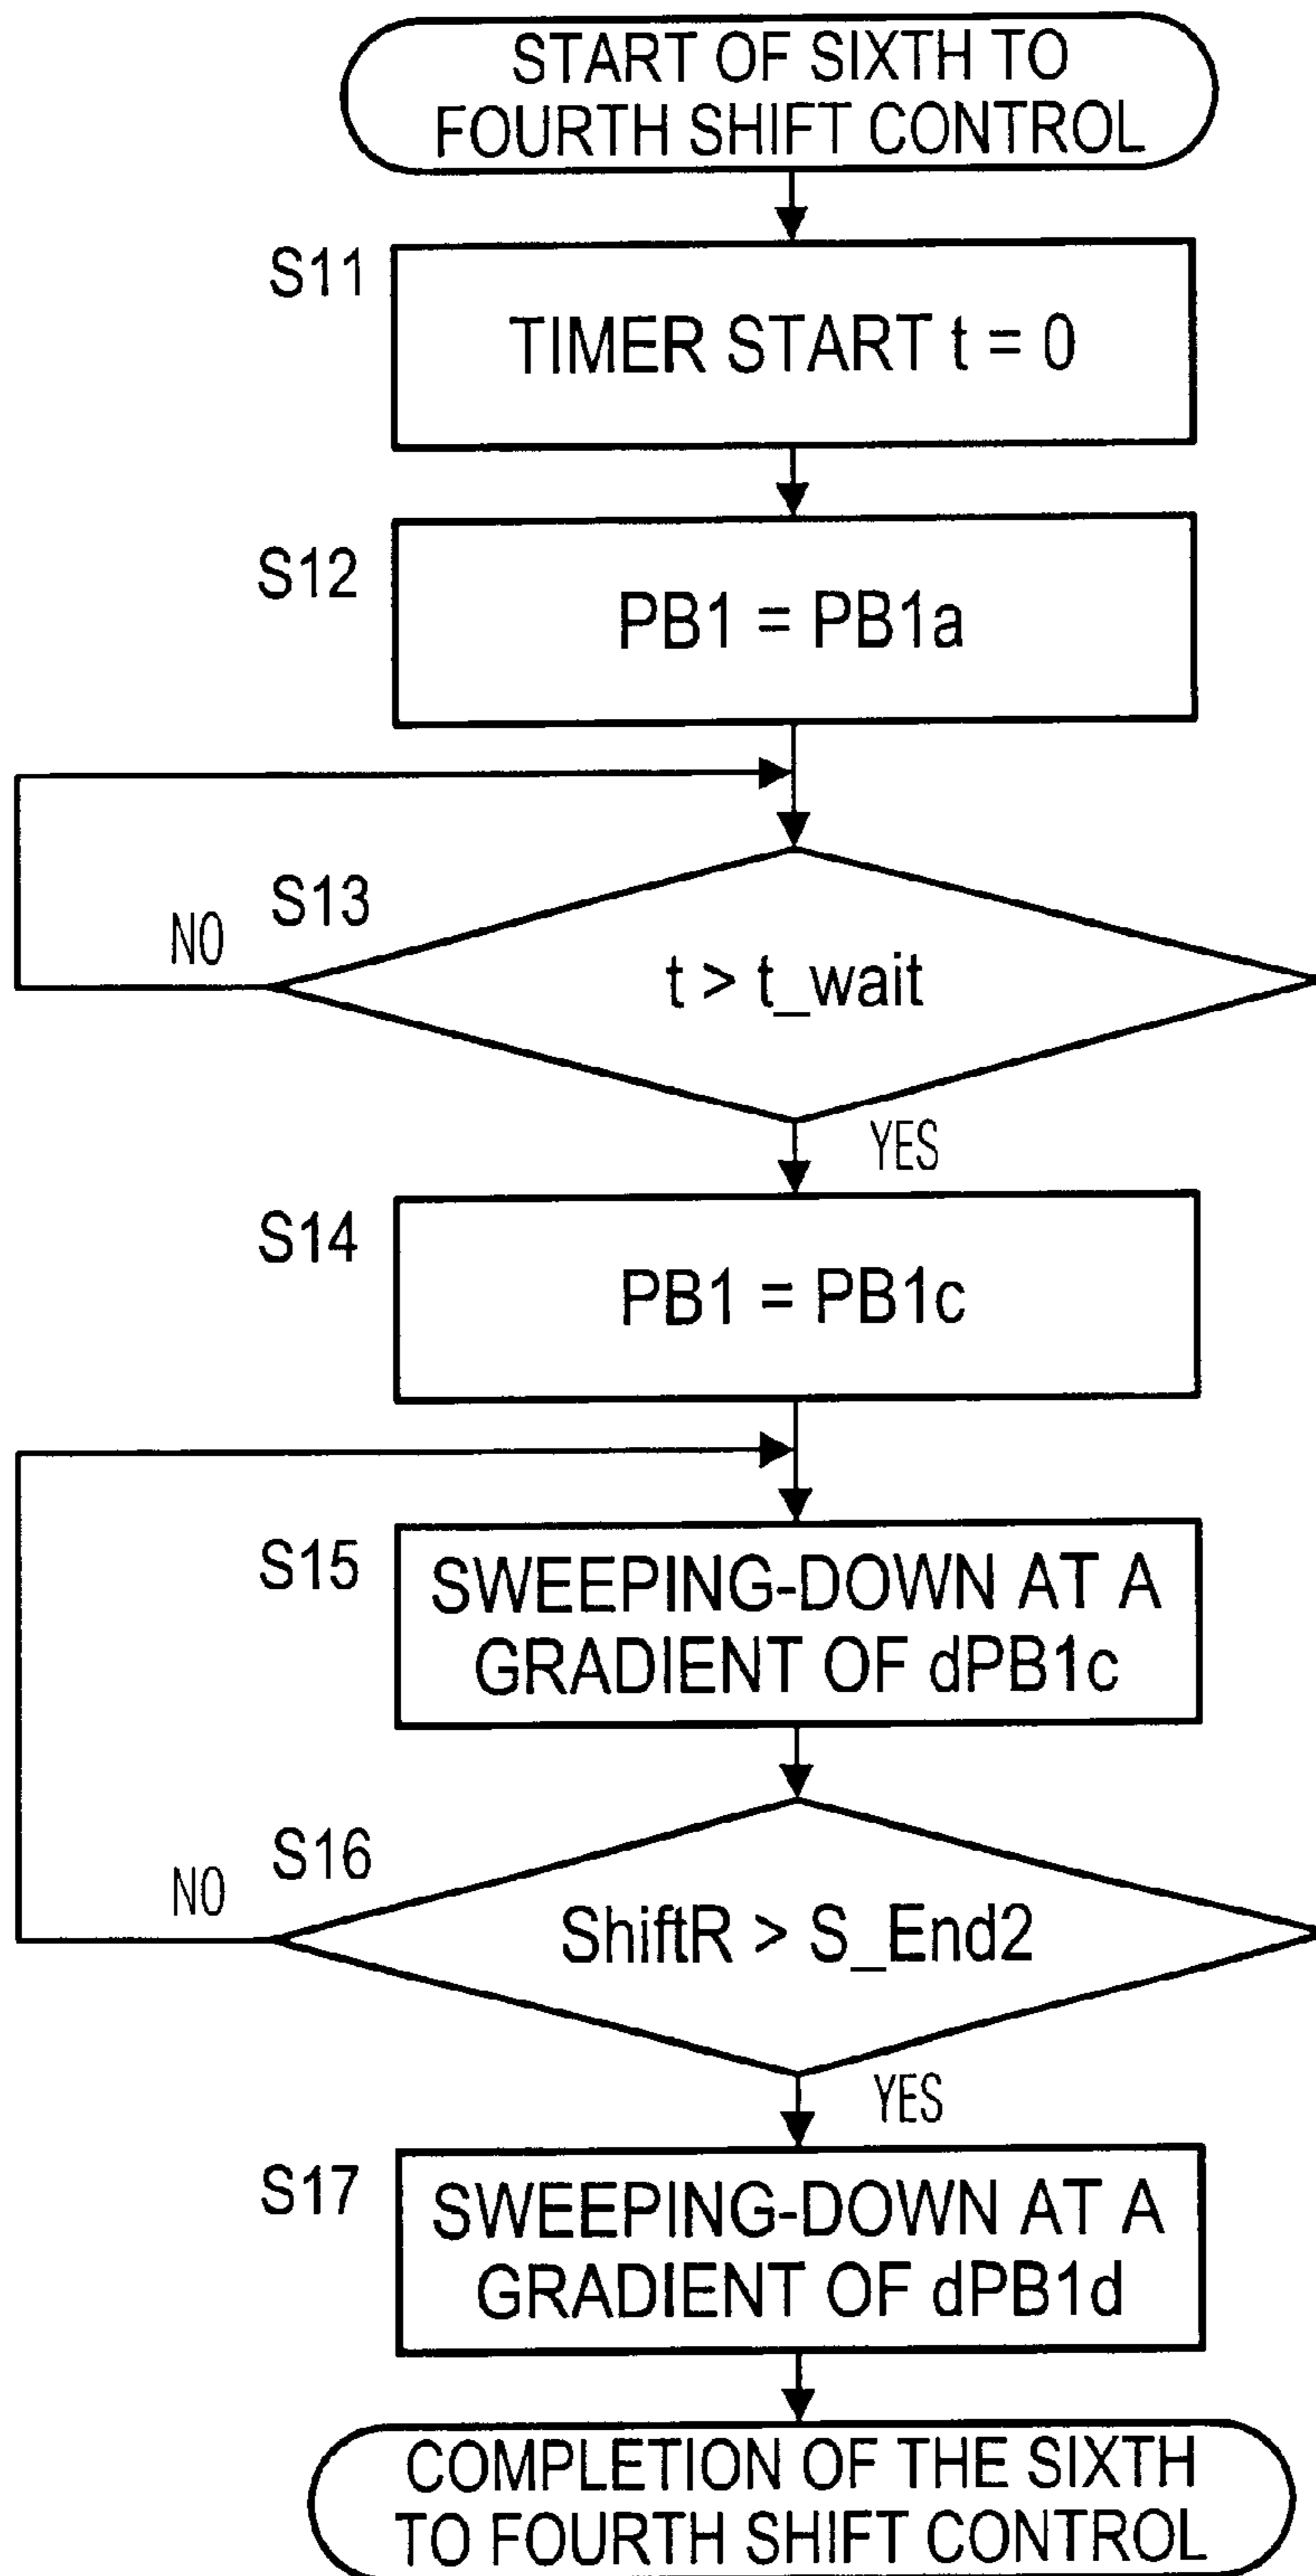 START OF SIXTH TO
FOURTH SHIFT CONTROL
S11
TIMER START t = 0
S12
PB1 = PB1a
S13
NO
t > t_wait
YES
S14
PB1 = PB1c
S15
SWEEPING-DOWN AT A
GRADIENT OF dPB1c
S16
NO
ShiftR > S_End2
YES
S17
SWEEPING-DOWN AT A
GRADIENT OF dPB1d
COMPLETION OF THE SIXTH
TO FOURTH SHIFT CONTROL